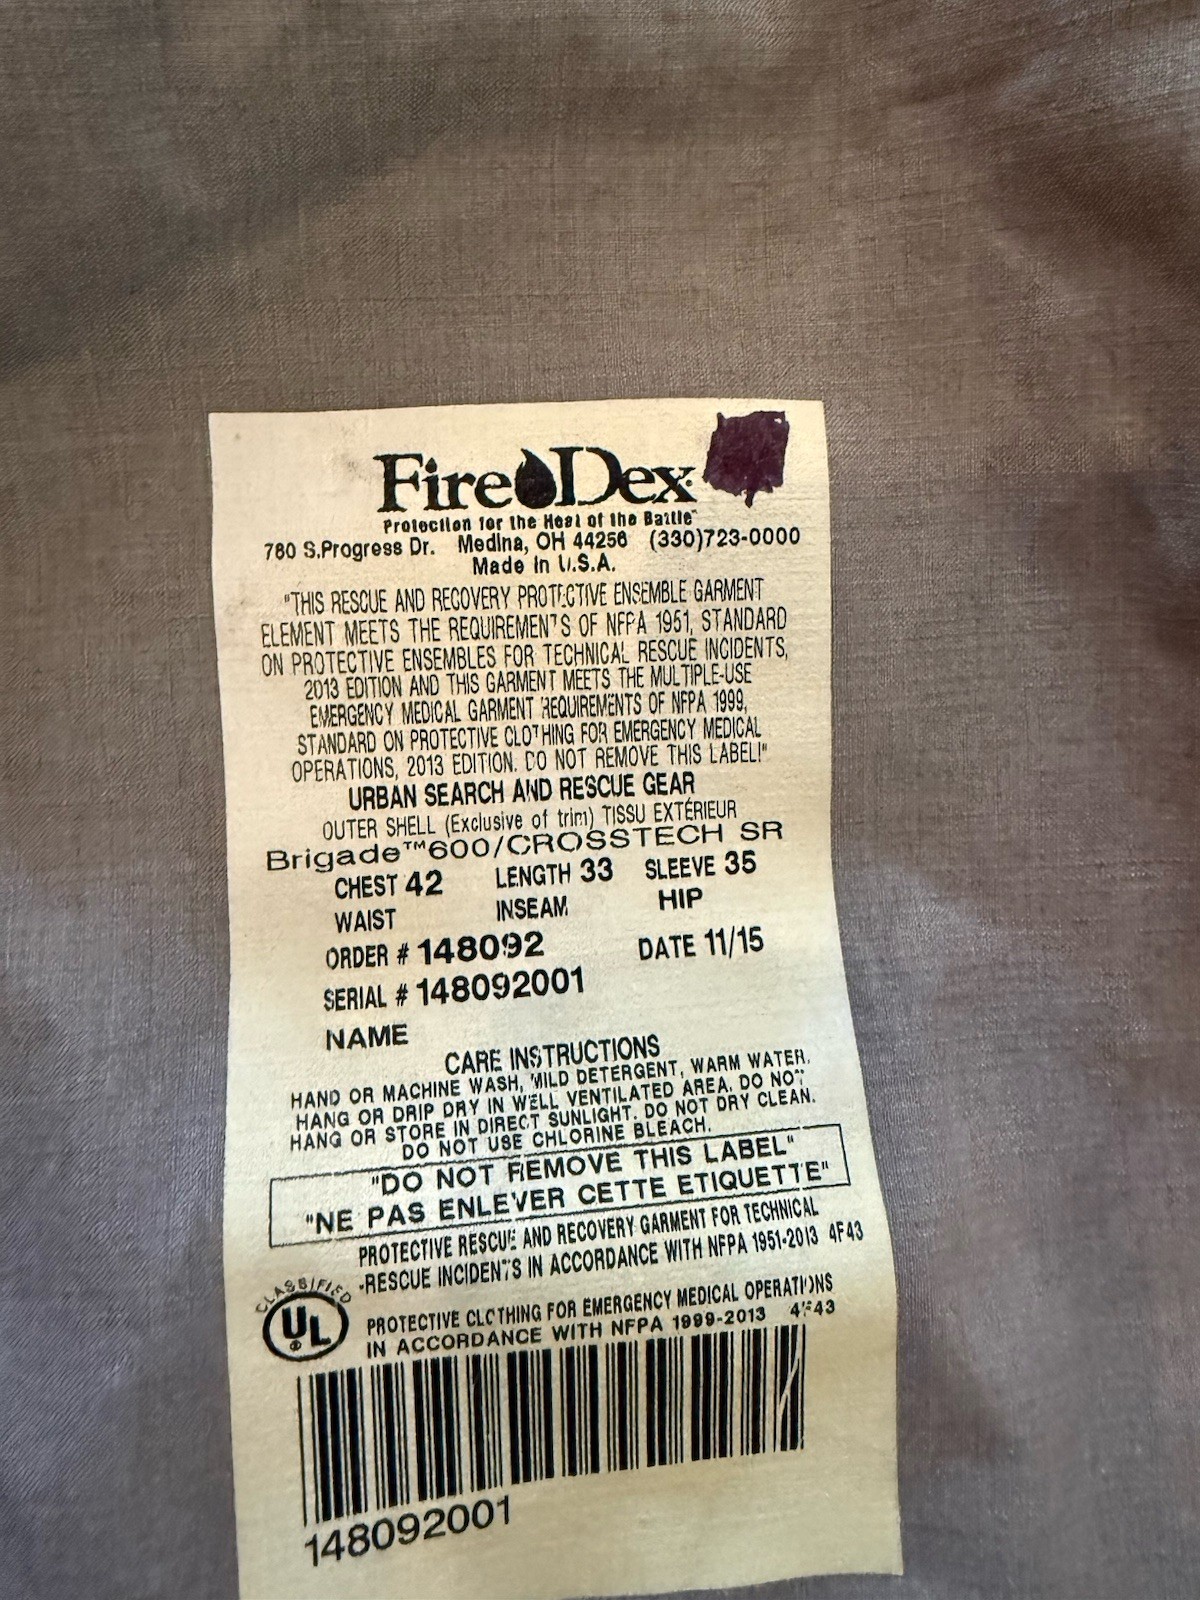 Fire Dex
Protection for the Heat of the Battle™
780 S.Progress Dr. Medina, OH 44256 (330)723-0000
Made in U.S.A.
"THIS RESCUE AND RECOVERY PROTECTIVE ENSEMBLE GARMENT
ELEMENT MEETS THE REQUIREMENTS OF NFPA 1951, STANDARD
ON PROTECTIVE ENSEMBLES FOR TECHNICAL RESCUE INCIDENTS,
2013 EDITION AND THIS GARMENT MEETS THE MULTIPLE-USE
EMERGENCY MEDICAL GARMENT REQUIREMENTS OF NFPA 1999,
STANDARD ON PROTECTIVE CLOTHING FOR EMERGENCY MEDICAL
OPERATIONS, 2013 EDITION. DO NOT REMOVE THIS LABEL!"
URBAN SEARCH AND RESCUE GEAR
OUTER SHELL (Exclusive of trim) TISSU EXTÉRIEUR
Brigade™600/CROSSTECH SR
CHEST 42 LENGTH 33 SLEEVE 35
WAIST INSEAM HIP
ORDER # 148092 DATE 11/15
SERIAL # 148092001
NAME
CARE INSTRUCTIONS
HAND OR MACHINE WASH, MILD DETERGENT, WARM WATER.
HANG OR DRIP DRY IN WELL VENTILATED AREA. DO NOT
HANG OR STORE IN DIRECT SUNLIGHT. DO NOT DRY CLEAN.
DO NOT USE CHLORINE BLEACH.
"DO NOT REMOVE THIS LABEL"
"NE PAS ENLEVER CETTE ETIQUETTE"
PROTECTIVE RESCUE AND RECOVERY GARMENT FOR TECHNICAL
-RESCUE INCIDENTS IN ACCORDANCE WITH NFPA 1951-2013 4F43
CLASSIFIED
UL
®
PROTECTIVE CLOTHING FOR EMERGENCY MEDICAL OPERATIONS
IN ACCORDANCE WITH NFPA 1999-2013 4F43
148092001